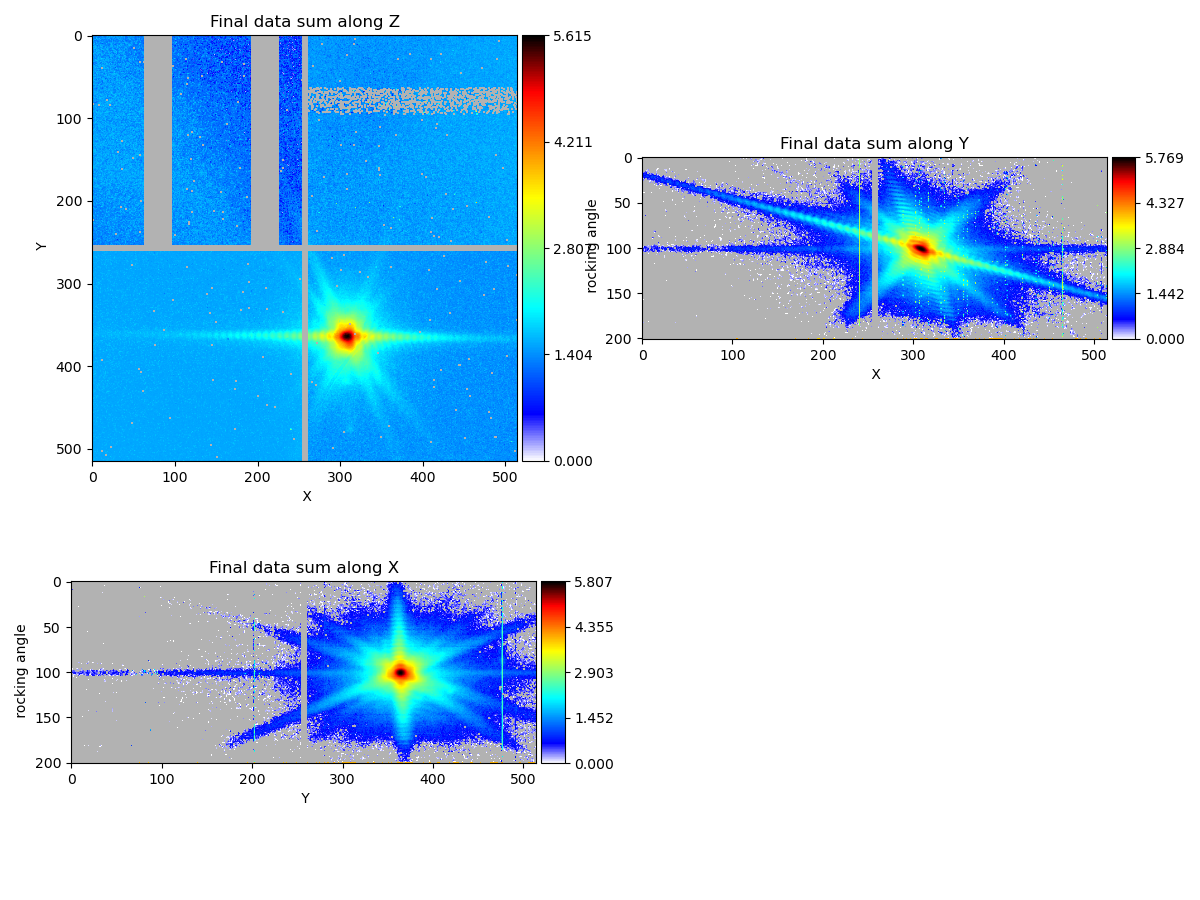 Final data sum along Z
0
100
200
300
400
500
Y
0 100 200 300 400 500
X
5.615
4.211
2.807
1.404
0.000
Final data sum along Y
0
50
100
150
200
rocking angle
0 100 200 300 400 500
X
5.769
4.327
2.884
1.442
0.000
Final data sum along X
0
50
100
150
200
rocking angle
0 100 200 300 400 500
Y
5.807
4.355
2.903
1.452
0.000